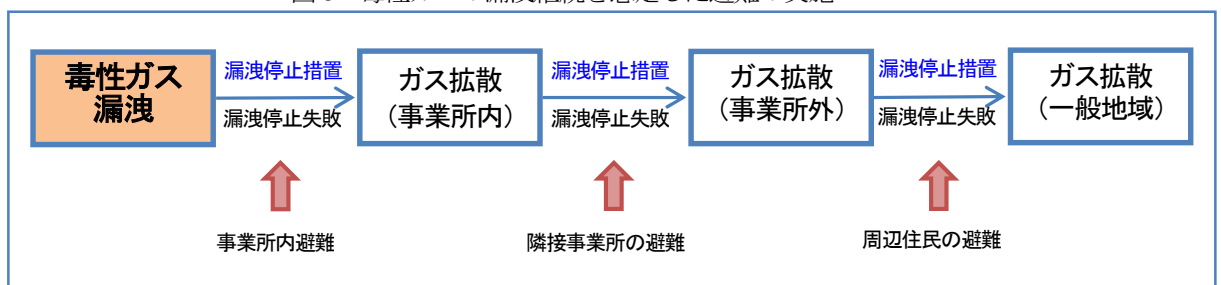 毒性ガス
漏洩
漏洩停止措置
漏洩停止失敗
ガス拡散
（事業所内）
漏洩停止措置
漏洩停止失敗
ガス拡散
（事業所外）
漏洩停止措置
漏洩停止失敗
ガス拡散
（一般地域）
事業所内避難
隣接事業所の避難
周辺住民の避難